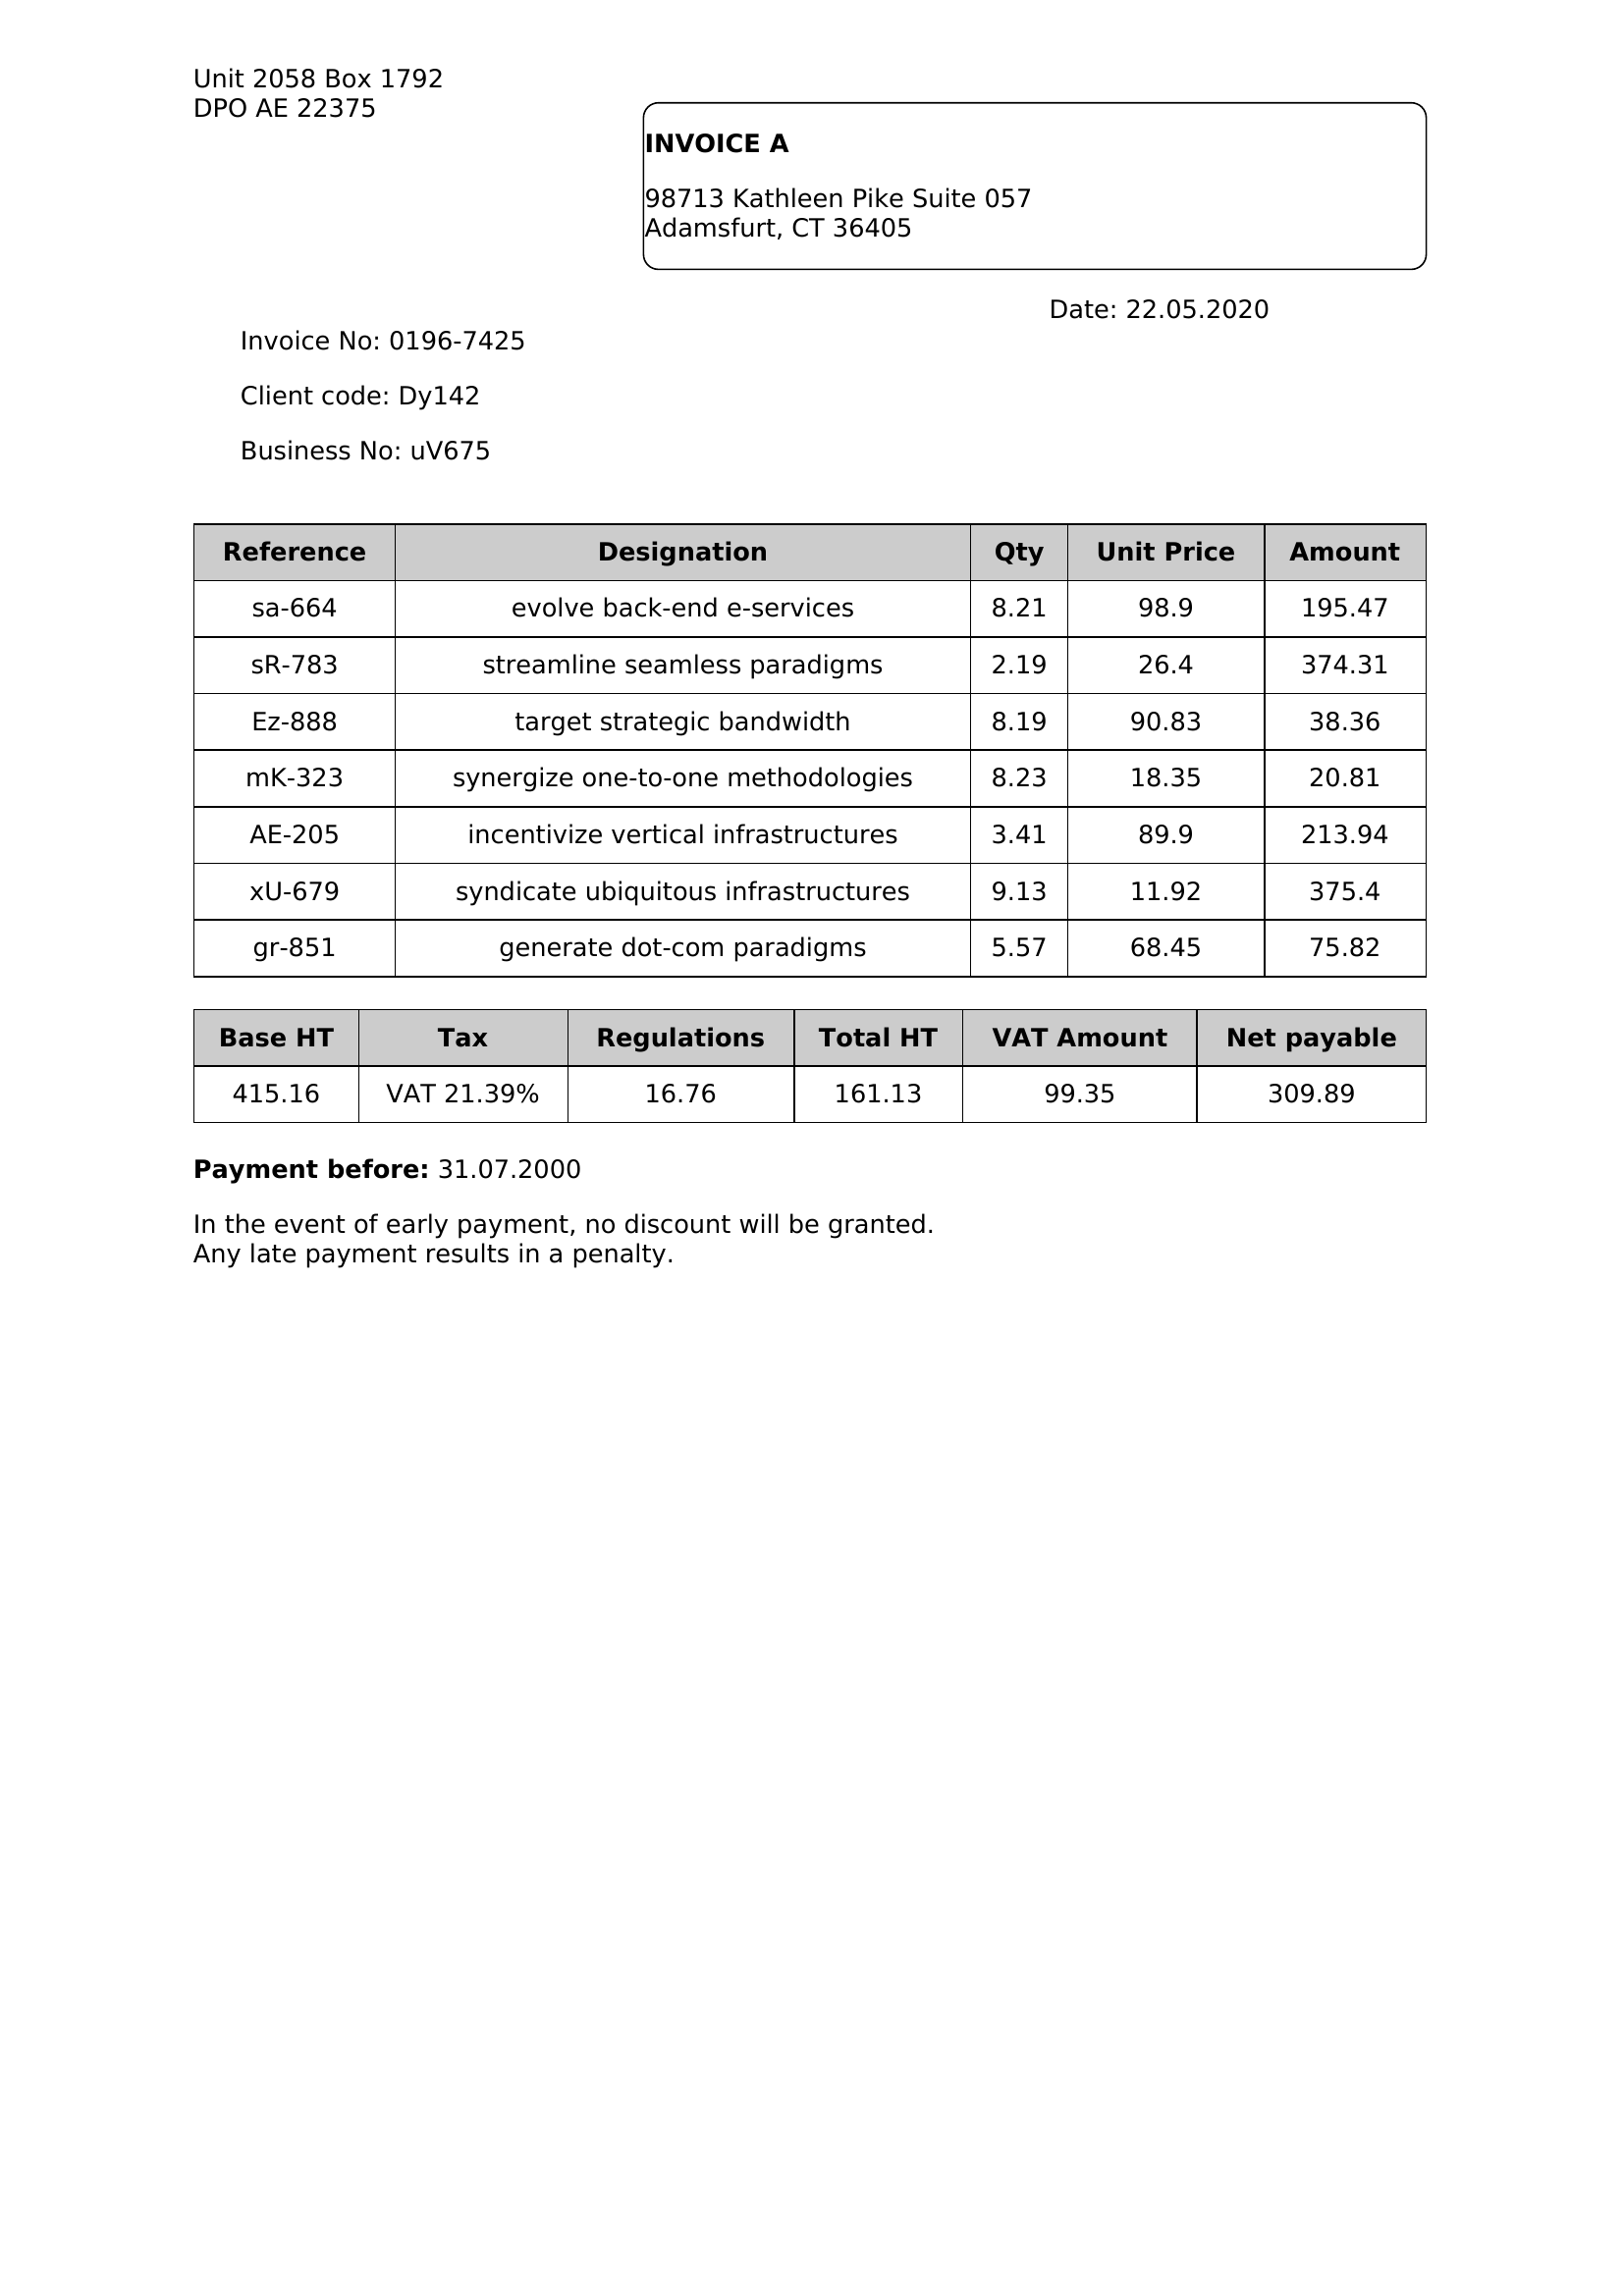 Unit 2058 Box 1792
DPO AE 22375
INVOICE A
98713 Kathleen Pike Suite 057
Adamsfurt, CT 36405
Date: 22.05.2020
Invoice No: 0196-7425
Client code: Dy142
Business No: uV675
Reference Designation Qty Unit Price Amount
sa-664 evolve back-end e-services 8.21 98.9 195.47
sR-783 streamline seamless paradigms 2.19 26.4 374.31
Ez-888 target strategic bandwidth 8.19 90.83 38.36
mK-323 synergize one-to-one methodologies 8.23 18.35 20.81
AE-205 incentivize vertical infrastructures 3.41 89.9 213.94
xU-679 syndicate ubiquitous infrastructures 9.13 11.92 375.4
gr-851 generate dot-com paradigms 5.57 68.45 75.82
Base HT Tax Regulations Total HT VAT Amount Net payable
415.16 VAT 21.39% 16.76 161.13 99.35 309.89
Payment before: 31.07.2000
In the event of early payment, no discount will be granted.
Any late payment results in a penalty.